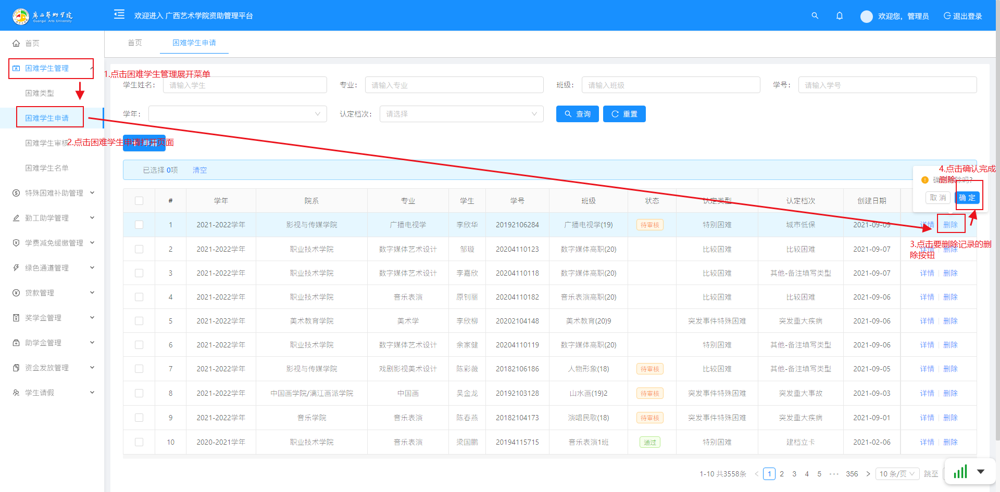 廣西藝術學院
Guangxi Arts University
欢迎进入 广西艺术学院资助管理平台
欢迎您，管理员
退出登录
首页
困难学生管理
困难类型
困难学生申请
困难学生审核
困难学生名单
特殊困难补助管理
勤工助学管理
学费减免缓缴管理
绿色通道管理
贷款管理
奖学金管理
助学金管理
资金发放管理
学生请假
首页 困难学生申请
1.点击困难学生管理展开菜单
学生姓名： 请输入学生 专业： 请输入专业 班级： 请输入班级 学号： 请输入学号
学年： 认定档次： 请选择 查询 重置
2.点击困难学生申请打开页面
已选择 0项 清空
4.点击确认完成
删除
取消 确定
# 学年 院系 专业 学生 学号 班级 状态 认定类型 认定档次 创建日期
1 2021-2022学年 影视与传媒学院 广播电视学 李欣华 20192106284 广播电视学(19) 待审核 特别困难 城市低保 2021-09-09 详情 删除
3.点击要删除记录的删
除按钮
2 2021-2022学年 职业技术学院 数字媒体艺术设计 邹璇 20204110123 数字媒体高职(20) 比较困难 比较困难 2021-09-07 详情 删除
3 2021-2022学年 职业技术学院 数字媒体艺术设计 李嘉欣 20204110118 数字媒体高职(20) 比较困难 其他-备注填写类型 2021-09-07 详情 删除
4 2021-2022学年 职业技术学院 音乐表演 原钊丽 20204110182 音乐表演高职(20) 比较困难 比较困难 2021-09-06 详情 删除
5 2021-2022学年 美术教育学院 美术学 李欣柳 20202104148 美术教育(20)9 突发事件特殊困难 突发重大疾病 2021-09-06 详情 删除
6 2021-2022学年 职业技术学院 数字媒体艺术设计 余家健 20204110119 数字媒体高职(20) 特别困难 其他-备注填写类型 2021-09-06 详情 删除
7 2021-2022学年 影视与传媒学院 戏剧影视美术设计 陈彩薇 20182106186 人物形象(18) 待审核 比较困难 其他-备注填写类型 2021-09-05 详情 删除
8 2021-2022学年 中国画学院/漓江画派学院 中国画 吴金龙 20192103128 山水画(19)2 待审核 突发事件特殊困难 突发重大事故 2021-09-03 详情 删除
9 2021-2022学年 音乐学院 音乐表演 陈春燕 20182104173 演唱民歌(18) 待审核 突发事件特殊困难 突发重大疾病 2021-09-01 详情 删除
10 2020-2021学年 职业技术学院 音乐表演 梁国鹏 20194115715 音乐表演1班 通过 特别困难 建档立卡 2021-02-06 详情 删除
1-10 共3558条 1 2 3 4 5 ••• 356 10 条/页 跳至